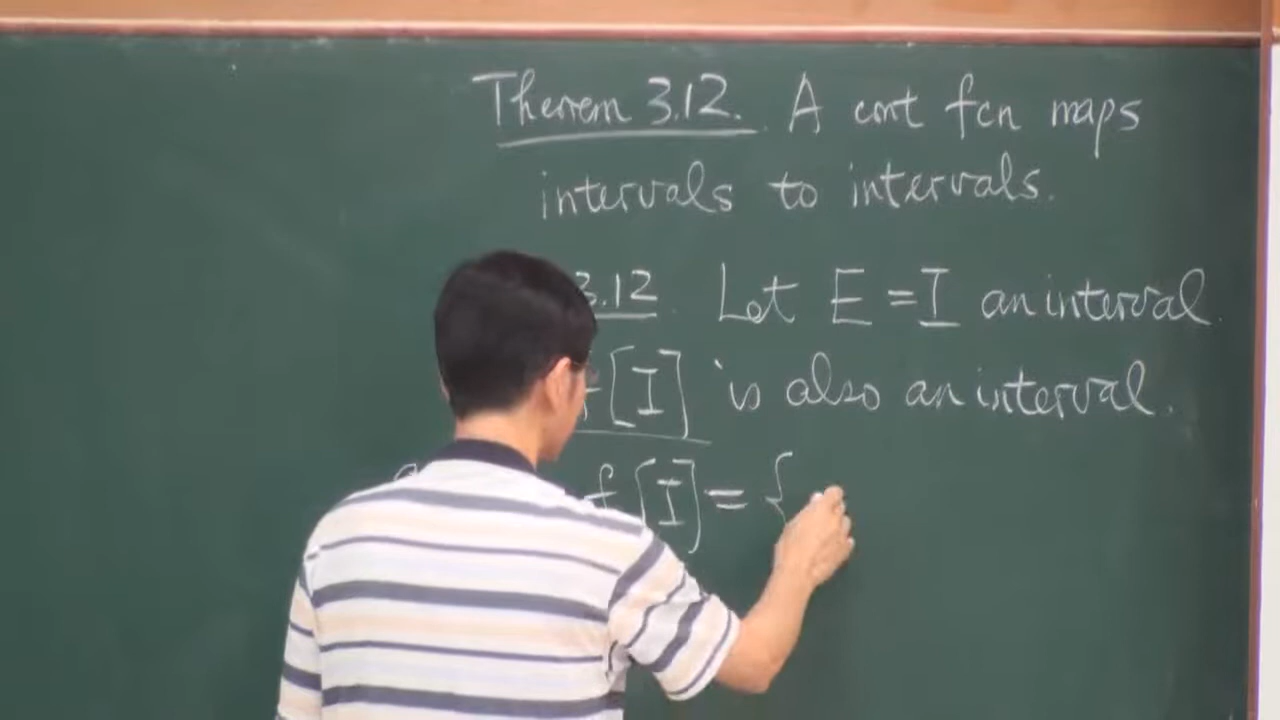 Theorem 3.12. A cont fcn maps
intervals to intervals.
3.12 Let E = I an interval.
f[I] is also an interval.
f[I] = {